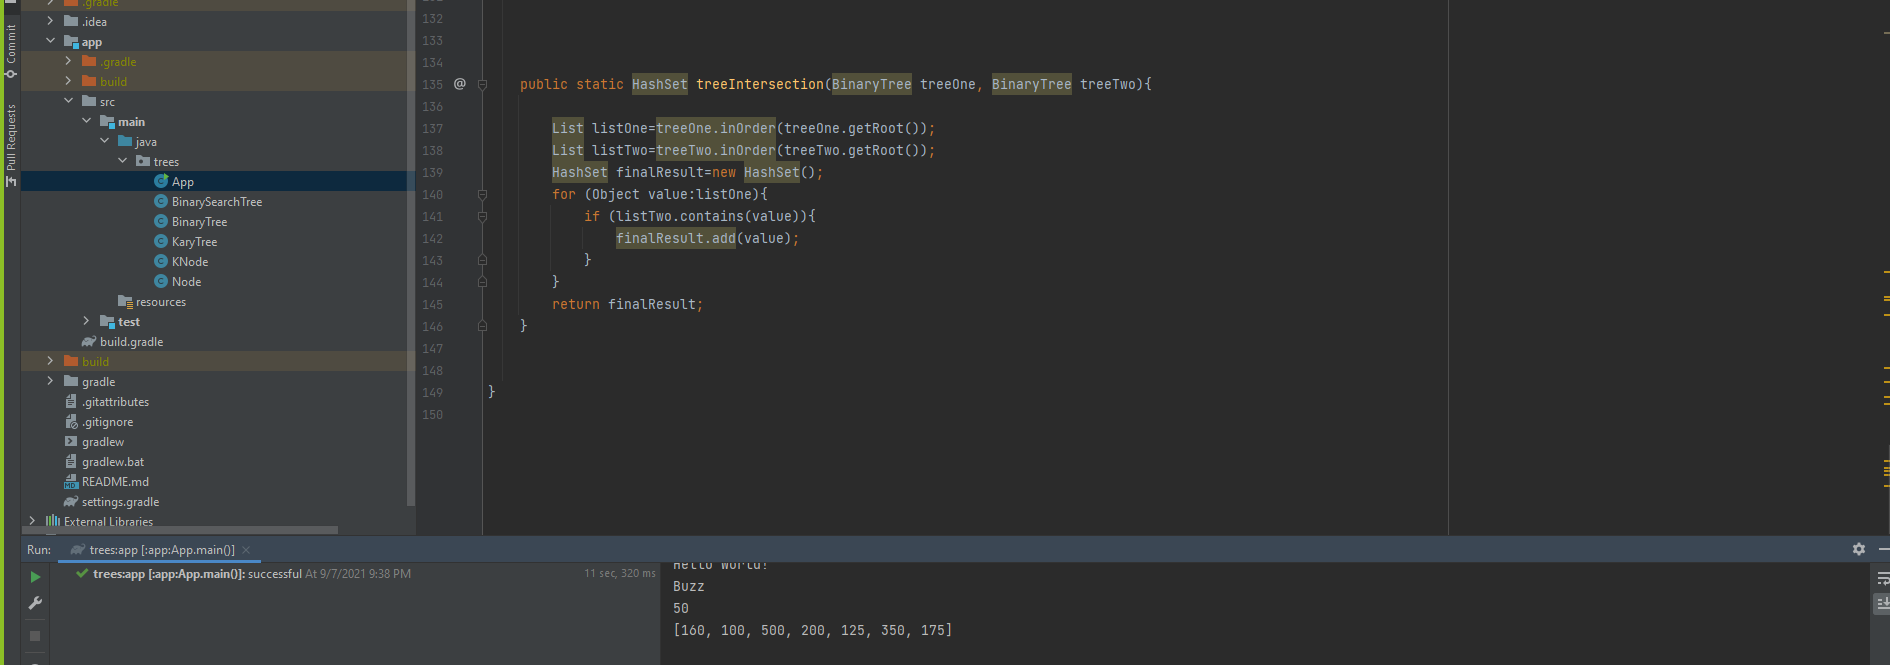 Commit
Pull Requests
.gradle
.idea
app
.gradle
build
src
main
java
trees
App
BinarySearchTree
BinaryTree
KaryTree
KNode
Node
resources
test
build.gradle
build
gradle
.gitattributes
.gitignore
gradlew
gradlew.bat
README.md
settings.gradle
External Libraries
132
133
134
135 @ public static HashSet treeIntersection(BinaryTree treeOne, BinaryTree treeTwo){
136
137 List listOne=treeOne.inOrder(treeOne.getRoot());
138 List listTwo=treeTwo.inOrder(treeTwo.getRoot());
139 HashSet finalResult=new HashSet();
140 for (Object value:listOne){
141 if (listTwo.contains(value)){
142 finalResult.add(value);
143 }
144 }
145 return finalResult;
146 }
147
148
149 }
150
Run: trees:app [:app:App.main()]
trees:app [:app:App.main()]: successful At 9/7/2021 9:38 PM 11 sec, 320 ms
Hello World!
Buzz
50
[160, 100, 500, 200, 125, 350, 175]